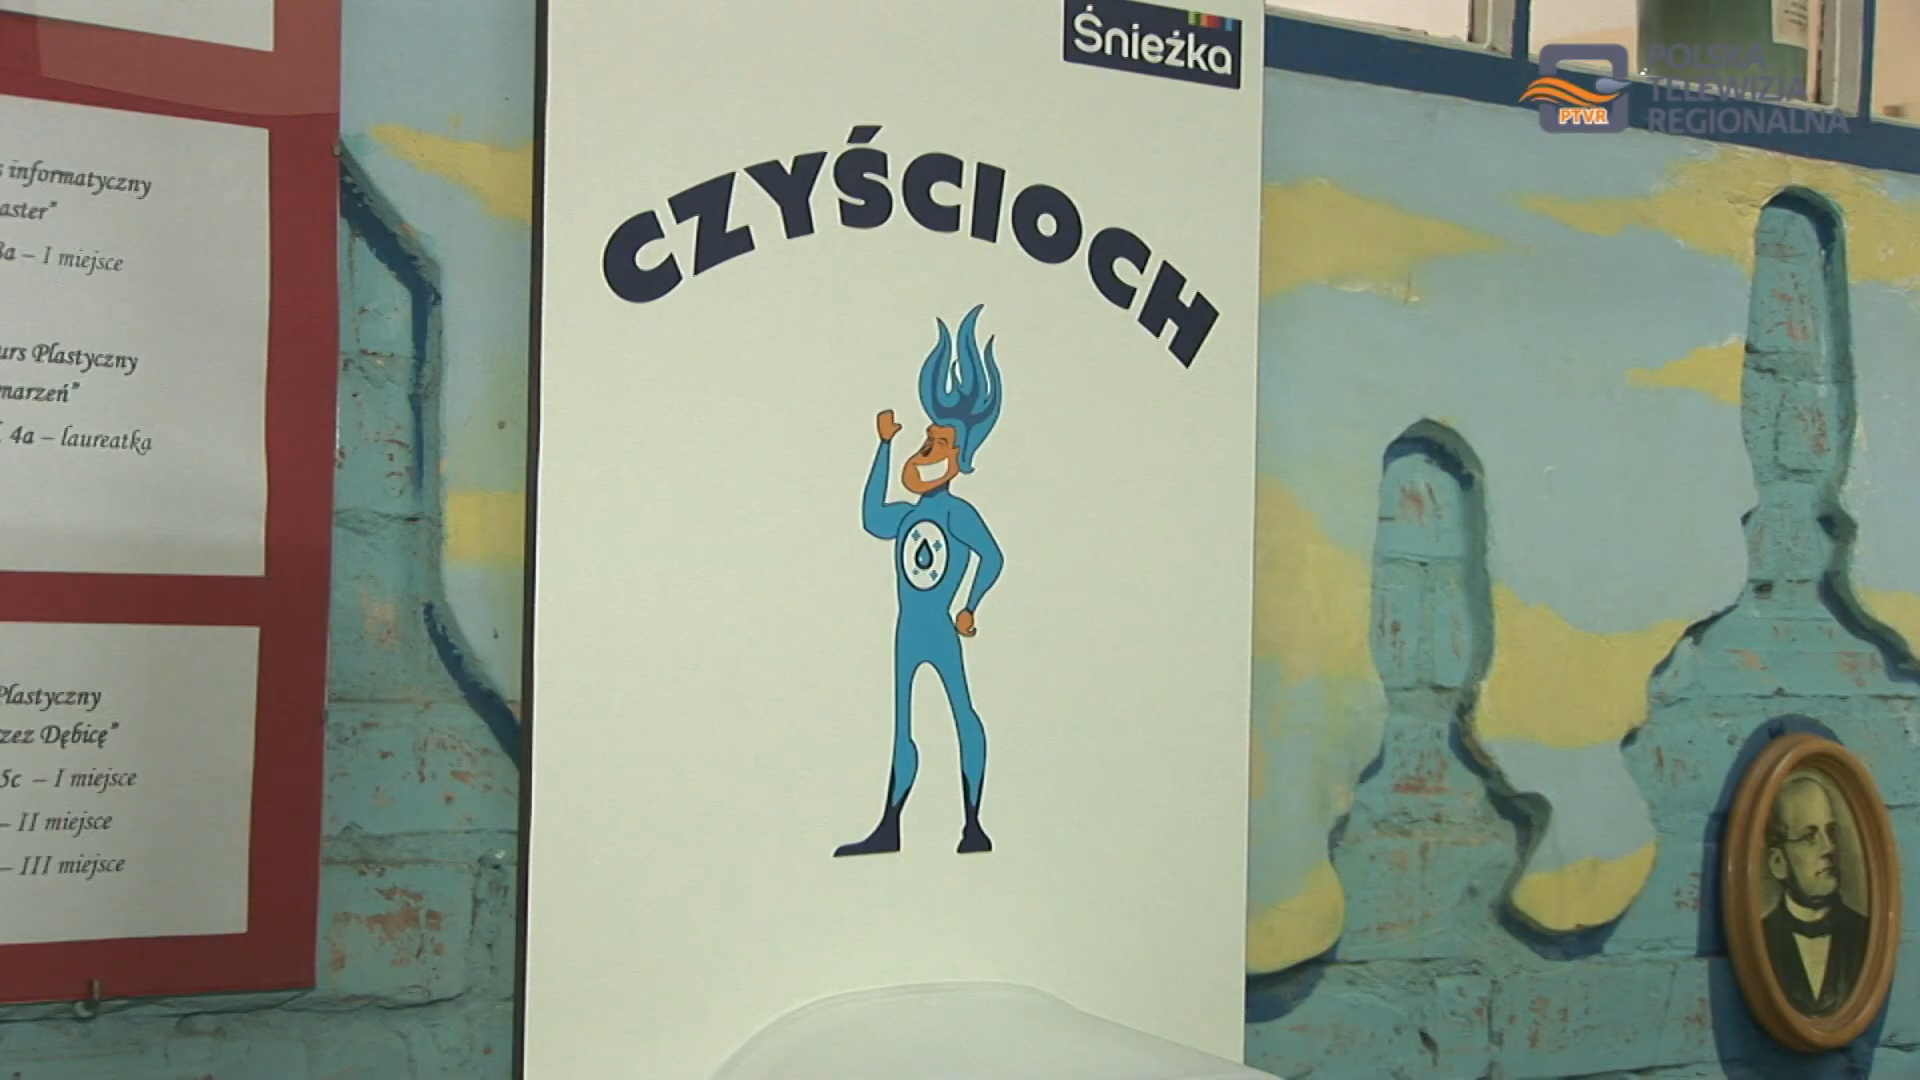 s informatyczny
aster”
3a – I miejsce
urs Plastyczny
marzeń”
4a – laureatka
Plastyczny
zez Dębicę”
5c – I miejsce
– II miejsce
– III miejsce
Śnieżka
CZYŚCIOCH
PTVR
POLSKA
TELEWIZJA
REGIONALNA